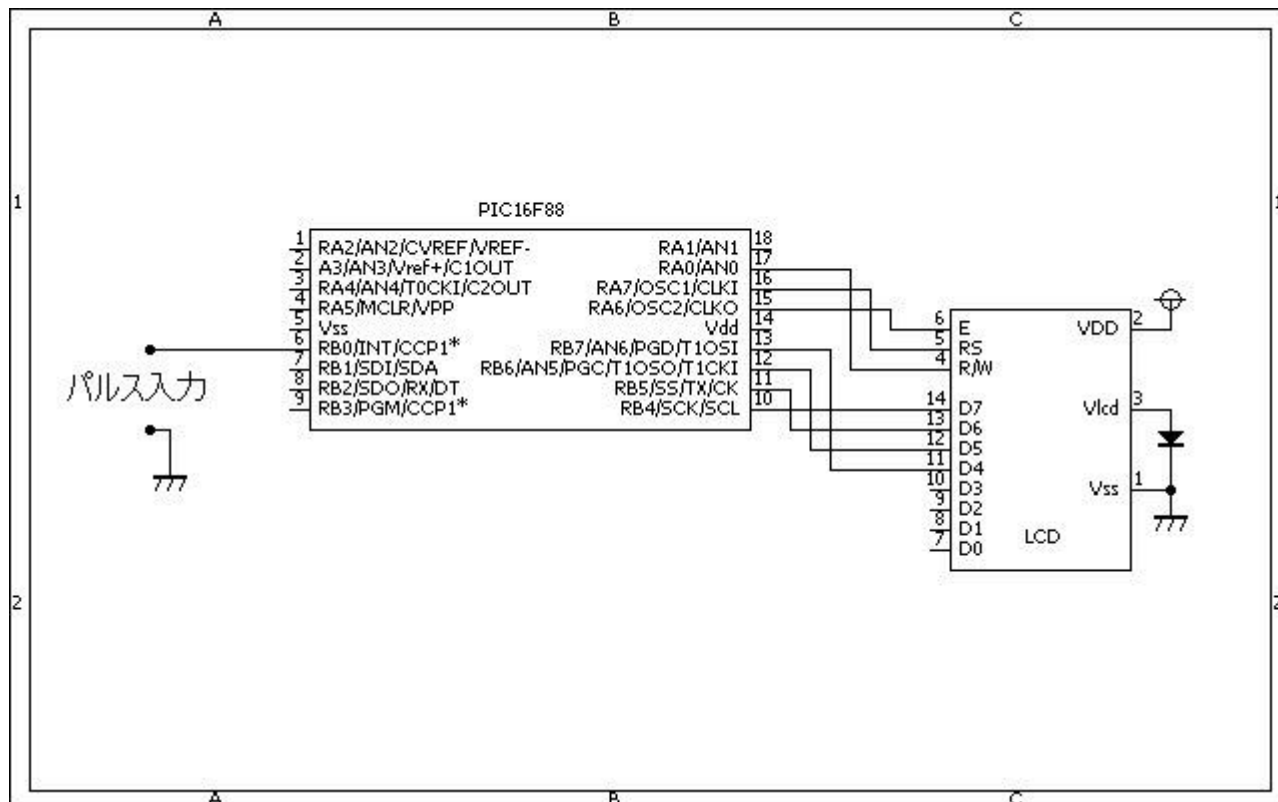 A B C
1 1
PIC16F88
1 RA2/AN2/CVREF/VREF-
2 A3/AN3/Vref+/C1OUT
3 RA4/AN4/T0CKI/C2OUT
4 RA5/MCLR/VPP
5 Vss
6 RB0/INT/CCP1*
7 RB1/SDI/SDA
8 RB2/SDO/RX/DT
9 RB3/PGM/CCP1*
RA1/AN1 18
RA0/AN0 17
RA7/OSC1/CLKI 16
RA6/OSC2/CLKO 15
Vdd 14
RB7/AN6/PGD/T1OSI 13
RB6/AN5/PGC/T1OSO/T1CKI 12
RB5/SS/TX/CK 11
RB4/SCK/SCL 10
パルス入力
6 E
5 RS
4 R/W
14 D7
13 D6
12 D5
11 D4
10 D3
9 D2
8 D1
7 D0
VDD 2
Vlcd 3
Vss 1
LCD
2 2
A B C